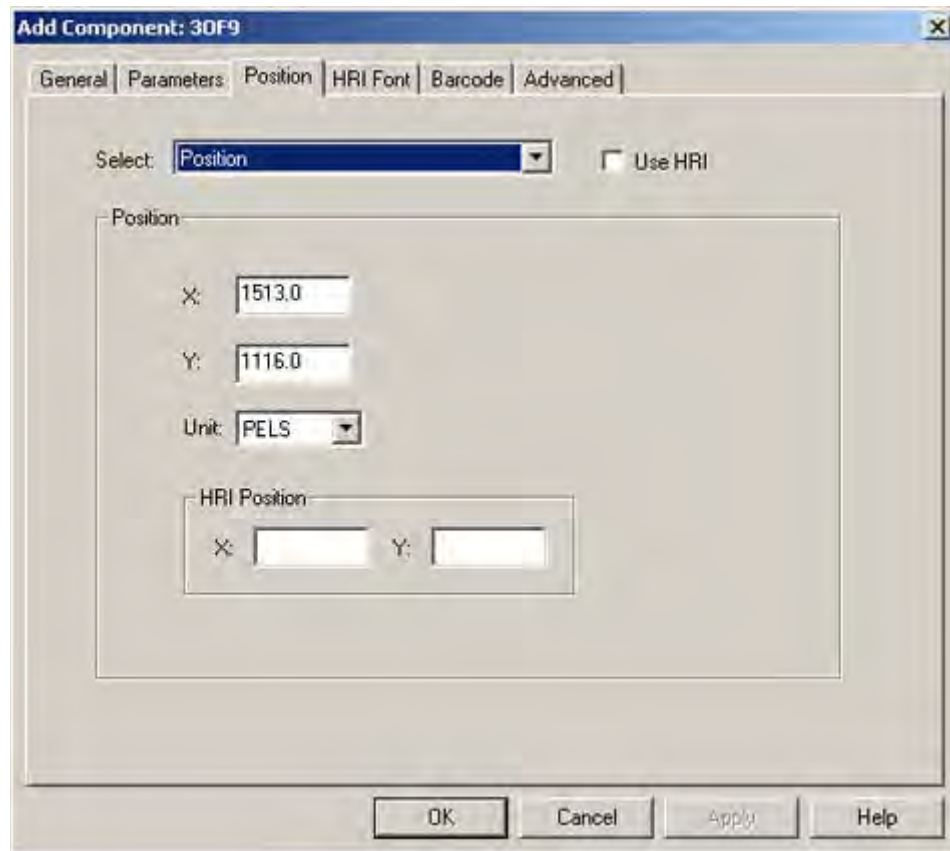 Add Component: 3OF9
General Parameters Position HRI Font Barcode Advanced
Select: Position Use HRI
Position
X: 1513.0
Y: 1116.0
Unit: PELS
HRI Position
X: Y:
OK Cancel Apply Help